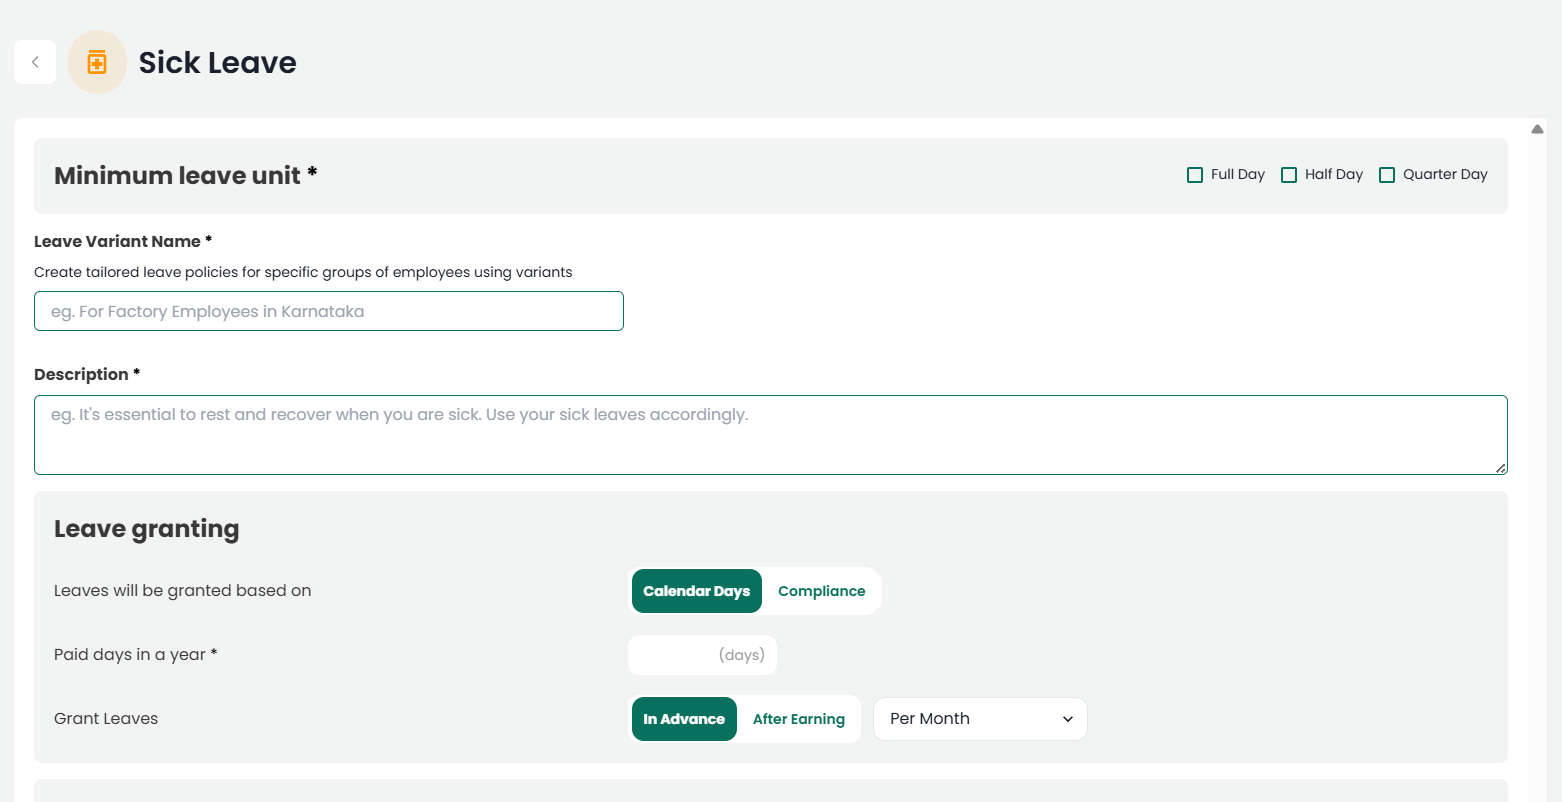 Sick Leave
Minimum leave unit *
Full Day Half Day Quarter Day
Leave Variant Name *
Create tailored leave policies for specific groups of employees using variants
eg. For Factory Employees in Karnataka
Description *
eg. It's essential to rest and recover when you are sick. Use your sick leaves accordingly.
Leave granting
Leaves will be granted based on Calendar Days Compliance
Paid days in a year * (days)
Grant Leaves In Advance After Earning Per Month